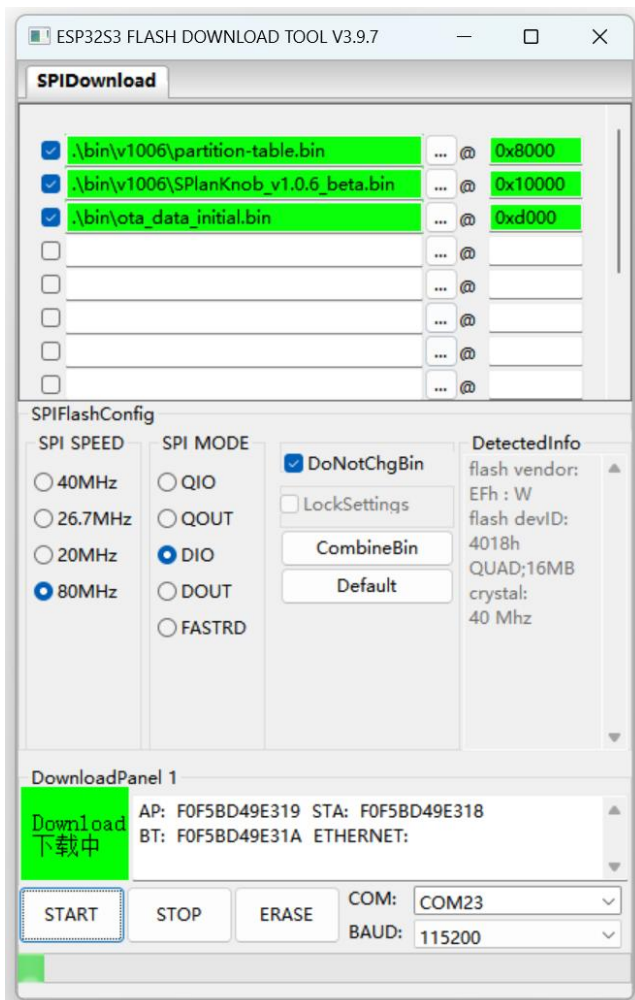 ESP32S3 FLASH DOWNLOAD TOOL V3.9.7
SPIDownload
.\bin\v1006\partition-table.bin ... @ 0x8000
.\bin\v1006\SPlanKnob_v1.0.6_beta.bin ... @ 0x10000
.\bin\ota_data_initial.bin ... @ 0xd000
... @
... @
... @
... @
... @
SPIFlashConfig
SPI SPEED
40MHz
26.7MHz
20MHz
80MHz
SPI MODE
QIO
QOUT
DIO
DOUT
FASTRD
DoNotChgBin
LockSettings
CombineBin
Default
DetectedInfo
flash vendor:
EFh : W
flash devID:
4018h
QUAD;16MB
crystal:
40 Mhz
DownloadPanel 1
Download
下载中
AP: F0F5BD49E319 STA: F0F5BD49E318
BT: F0F5BD49E31A ETHERNET:
START STOP ERASE
COM: COM23
BAUD: 115200